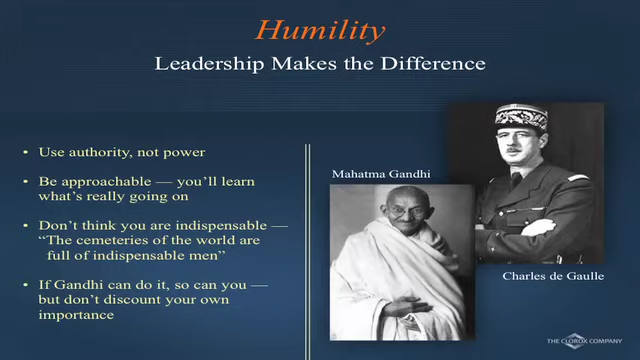 Humility
Leadership Makes the Difference
• Use authority, not power
• Be approachable — you’ll learn
what’s really going on
• Don’t think you are indispensable —
“The cemeteries of the world are
full of indispensable men”
• If Gandhi can do it, so can you —
but don’t discount your own
importance
Mahatma Gandhi
Charles de Gaulle
THE CLOROX COMPANY